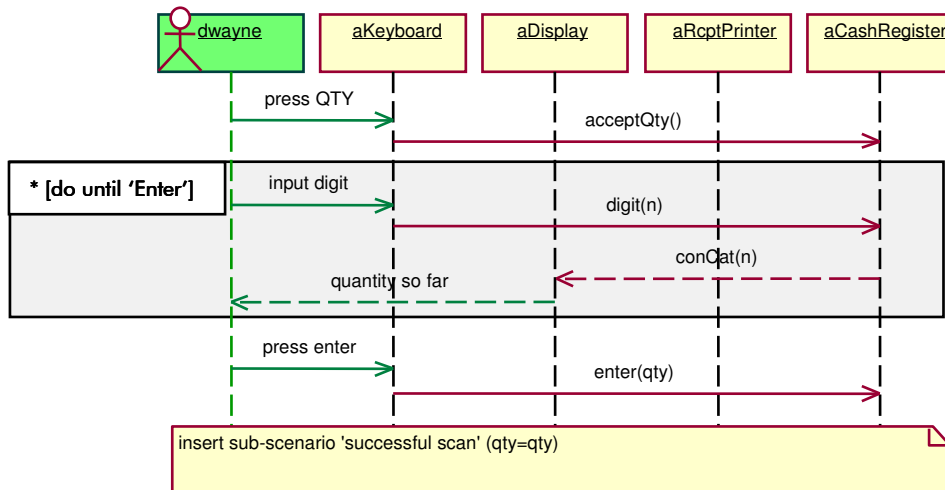 dwayne
aKeyboard
aDisplay
aRcptPrinter
aCashRegister
press QTY
acceptQty()
* [do until ‘Enter’]
input digit
digit(n)
conCat(n)
quantity so far
press enter
enter(qty)
insert sub-scenario 'successful scan' (qty=qty)